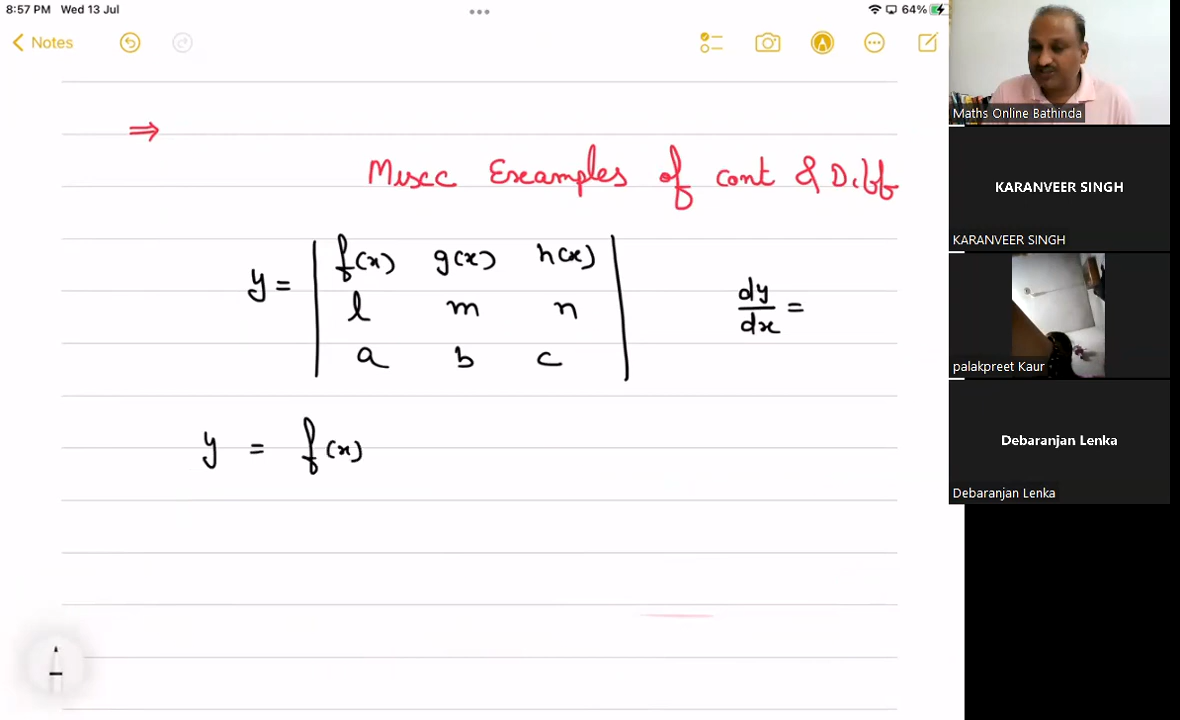 8:57 PM Wed 13 Jul
64%
Notes
⇒
Miscc Examples of cont & Diff
y = | f(x) g(x) h(x) |
| l m n |
| a b c |
dy/dx =
y = f(x)
Maths Online Bathinda
KARANVEER SINGH
KARANVEER SINGH
palakpreet Kaur
Debaranjan Lenka
Debaranjan Lenka